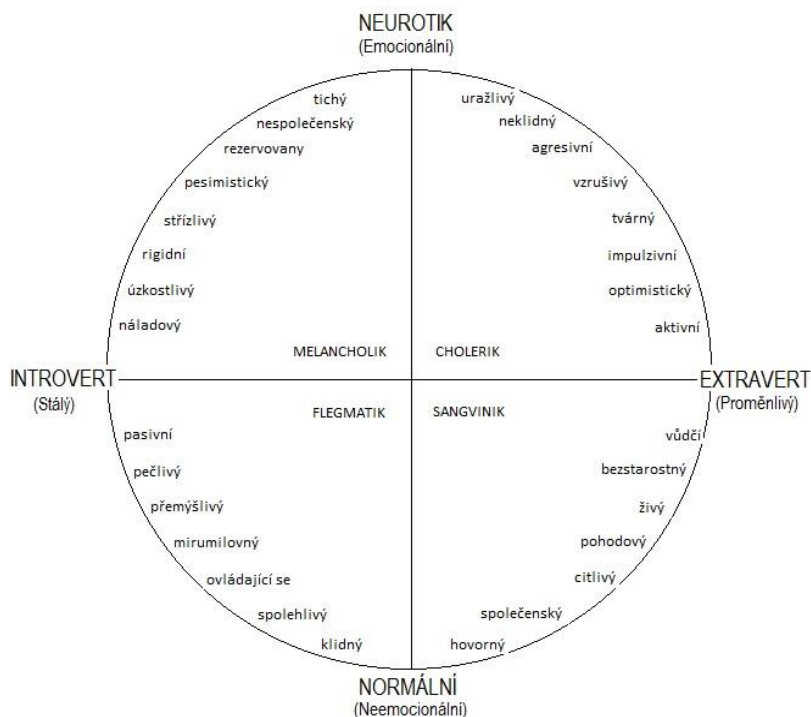 NEUROTIK
(Emocionální)
tichý
nespolečenský
rezervovany
pesimistický
střízlivý
rigidní
úzkostlivý
náladový
MELANCHOLIK
uražlivý
neklidný
agresivní
vzrušivý
tvárný
impulzivní
optimistický
aktivní
CHOLERIK
INTROVERT
(Stálý)
EXTRAVERT
(Proměnlivý)
FLEGMATIK
pasivní
pečlivý
přemýšlivý
mirumilovný
ovládající se
spolehlivý
klidný
SANGVINIK
vůdčí
bezstarostný
živý
pohodový
citlivý
společenský
hovorný
NORMÁLNÍ
(Neemocionální)